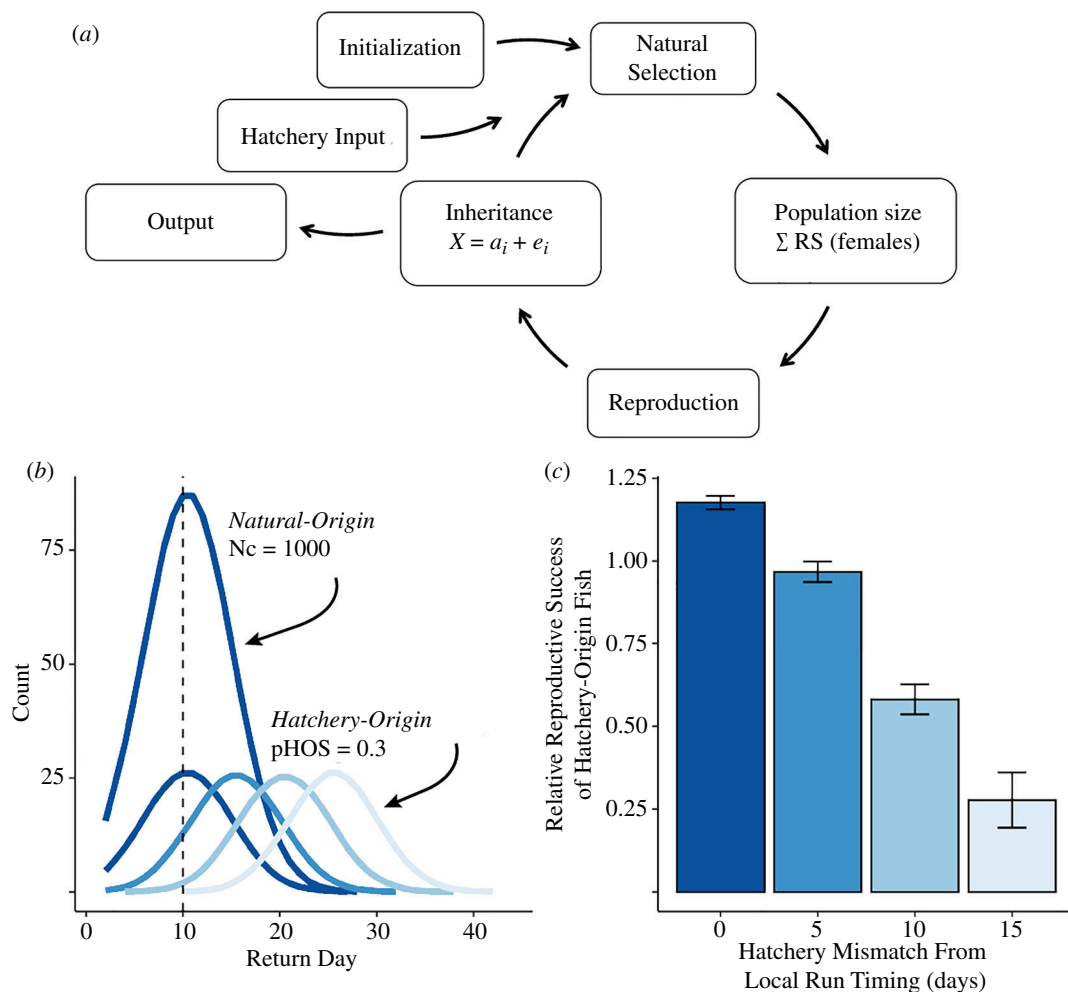 (a)
Initialization
Natural
Selection
Hatchery Input
Output
Inheritance
X = a_i + e_i
Population size
∑ RS (females)
Reproduction
(b)
75
50
25
Count
0
10
20
30
40
Return Day
Natural-Origin
Nc = 1000
Hatchery-Origin
pHOS = 0.3
(c)
1.25
1.00
0.75
0.50
0.25
Relative Reproductive Success
of Hatchery-Origin Fish
0
5
10
15
Hatchery Mismatch From
Local Run Timing (days)